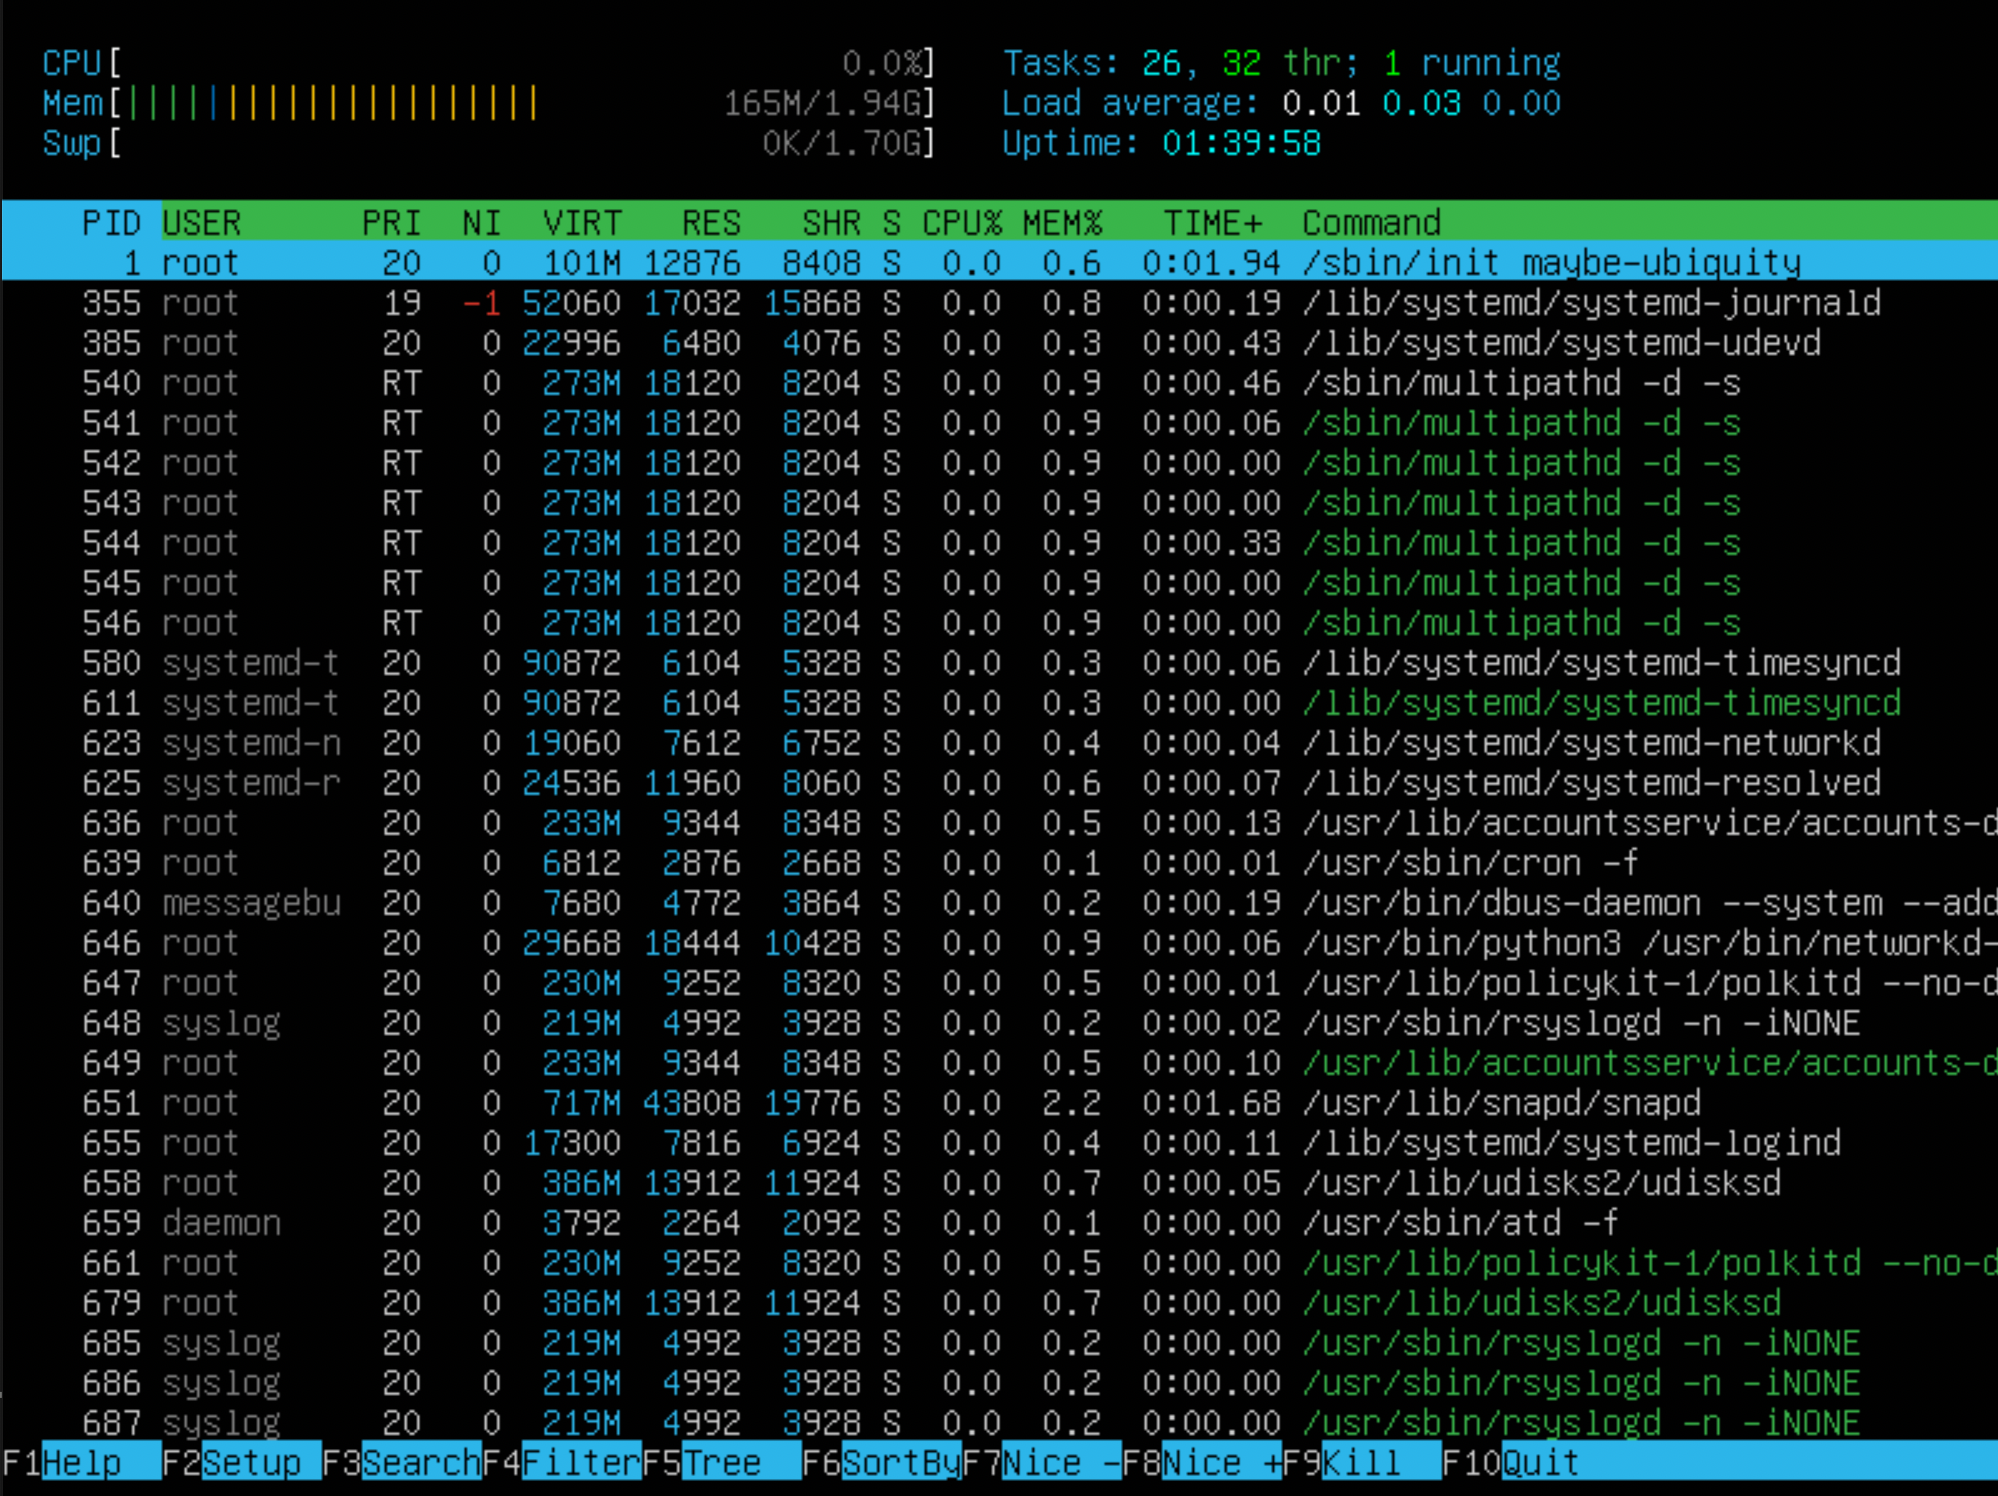 CPU[ 0.0%] Tasks: 26, 32 thr; 1 running
Mem[||||||||||||||||||||| 165M/1.94G] Load average: 0.01 0.03 0.00
Swp[ 0K/1.70G] Uptime: 01:39:58
PID USER PRI NI VIRT RES SHR S CPU% MEM% TIME+ Command
1 root 20 0 101M 12876 8408 S 0.0 0.6 0:01.94 /sbin/init maybe-ubiquity
355 root 19 -1 52060 17032 15868 S 0.0 0.8 0:00.19 /lib/systemd/systemd-journald
385 root 20 0 22996 6480 4076 S 0.0 0.3 0:00.43 /lib/systemd/systemd-udevd
540 root RT 0 273M 18120 8204 S 0.0 0.9 0:00.46 /sbin/multipathd -d -s
541 root RT 0 273M 18120 8204 S 0.0 0.9 0:00.06 /sbin/multipathd -d -s
542 root RT 0 273M 18120 8204 S 0.0 0.9 0:00.00 /sbin/multipathd -d -s
543 root RT 0 273M 18120 8204 S 0.0 0.9 0:00.00 /sbin/multipathd -d -s
544 root RT 0 273M 18120 8204 S 0.0 0.9 0:00.33 /sbin/multipathd -d -s
545 root RT 0 273M 18120 8204 S 0.0 0.9 0:00.00 /sbin/multipathd -d -s
546 root RT 0 273M 18120 8204 S 0.0 0.9 0:00.00 /sbin/multipathd -d -s
580 systemd-t 20 0 90872 6104 5328 S 0.0 0.3 0:00.06 /lib/systemd/systemd-timesyncd
611 systemd-t 20 0 90872 6104 5328 S 0.0 0.3 0:00.00 /lib/systemd/systemd-timesyncd
623 systemd-n 20 0 19060 7612 6752 S 0.0 0.4 0:00.04 /lib/systemd/systemd-networkd
625 systemd-r 20 0 24536 11960 8060 S 0.0 0.6 0:00.07 /lib/systemd/systemd-resolved
636 root 20 0 233M 9344 8348 S 0.0 0.5 0:00.13 /usr/lib/accountsservice/accounts-d
639 root 20 0 6812 2876 2668 S 0.0 0.1 0:00.01 /usr/sbin/cron -f
640 messagebu 20 0 7680 4772 3864 S 0.0 0.2 0:00.19 /usr/bin/dbus-daemon --system --add
646 root 20 0 29668 18444 10428 S 0.0 0.9 0:00.06 /usr/bin/python3 /usr/bin/networkd-
647 root 20 0 230M 9252 8320 S 0.0 0.5 0:00.01 /usr/lib/policykit-1/polkitd --no-d
648 syslog 20 0 219M 4992 3928 S 0.0 0.2 0:00.02 /usr/sbin/rsyslogd -n -iNONE
649 root 20 0 233M 9344 8348 S 0.0 0.5 0:00.10 /usr/lib/accountsservice/accounts-d
651 root 20 0 717M 43808 19776 S 0.0 2.2 0:01.68 /usr/lib/snapd/snapd
655 root 20 0 17300 7816 6924 S 0.0 0.4 0:00.11 /lib/systemd/systemd-logind
658 root 20 0 386M 13912 11924 S 0.0 0.7 0:00.05 /usr/lib/udisks2/udisksd
659 daemon 20 0 3792 2264 2092 S 0.0 0.1 0:00.00 /usr/sbin/atd -f
661 root 20 0 230M 9252 8320 S 0.0 0.5 0:00.00 /usr/lib/policykit-1/polkitd --no-d
679 root 20 0 386M 13912 11924 S 0.0 0.7 0:00.00 /usr/lib/udisks2/udisksd
685 syslog 20 0 219M 4992 3928 S 0.0 0.2 0:00.00 /usr/sbin/rsyslogd -n -iNONE
686 syslog 20 0 219M 4992 3928 S 0.0 0.2 0:00.00 /usr/sbin/rsyslogd -n -iNONE
687 syslog 20 0 219M 4992 3928 S 0.0 0.2 0:00.00 /usr/sbin/rsyslogd -n -iNONE
F1Help F2Setup F3SearchF4FilterF5Tree F6SortByF7Nice -F8Nice +F9Kill F10Quit